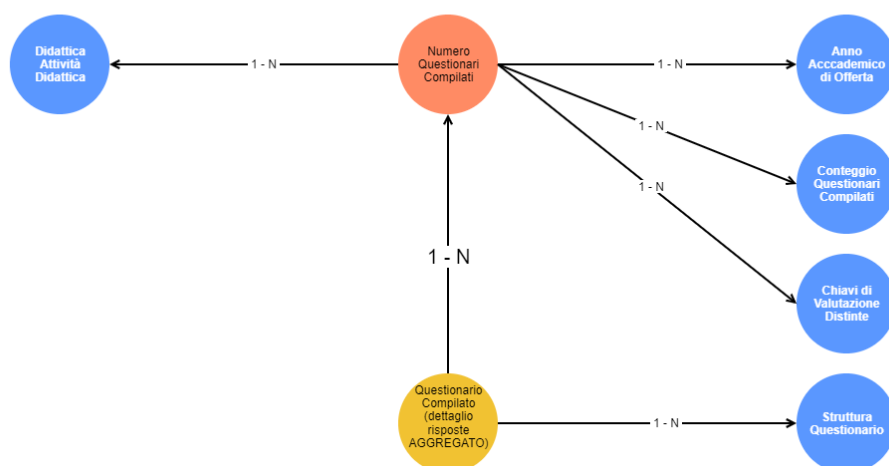 Didattica
Attività
Didattica
1 - N
Numero
Questionari
Compilati
1 - N
Anno
Acccademico
di Offerta
1 - N
Conteggio
Questionari
Compilati
1 - N
1 - N
Chiavi di
Valutazione
Distinte
Questionario
Compilato
(dettaglio
risposte
AGGREGATO)
1 - N
Struttura
Questionario